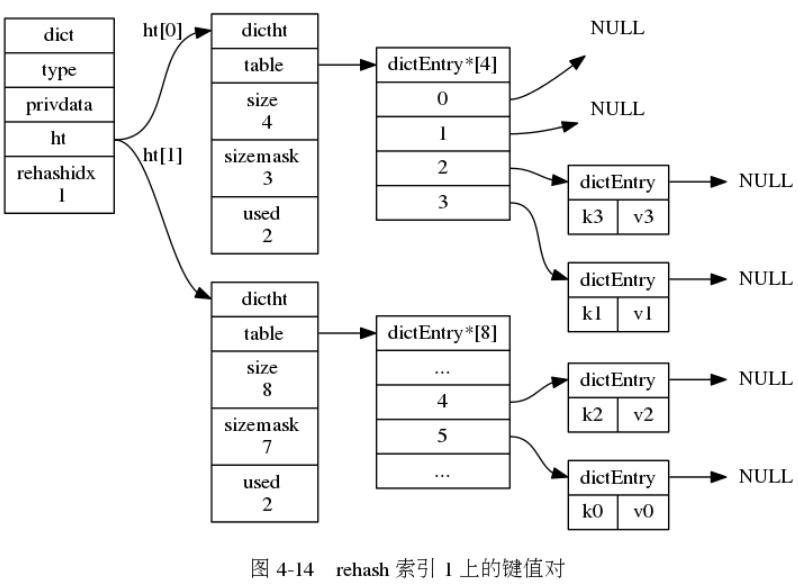 dict
type
privdata
ht
rehashidx
1
ht[0]
ht[1]
dictht
table
size
4
sizemask
3
used
2
dictEntry*[4]
0
1
2
3
NULL
NULL
dictEntry
k3 v3
NULL
dictEntry
k1 v1
NULL
dictht
table
size
8
sizemask
7
used
2
dictEntry*[8]
...
4
5
...
dictEntry
k2 v2
NULL
dictEntry
k0 v0
NULL
图 4-14 rehash 索引 1 上的键值对